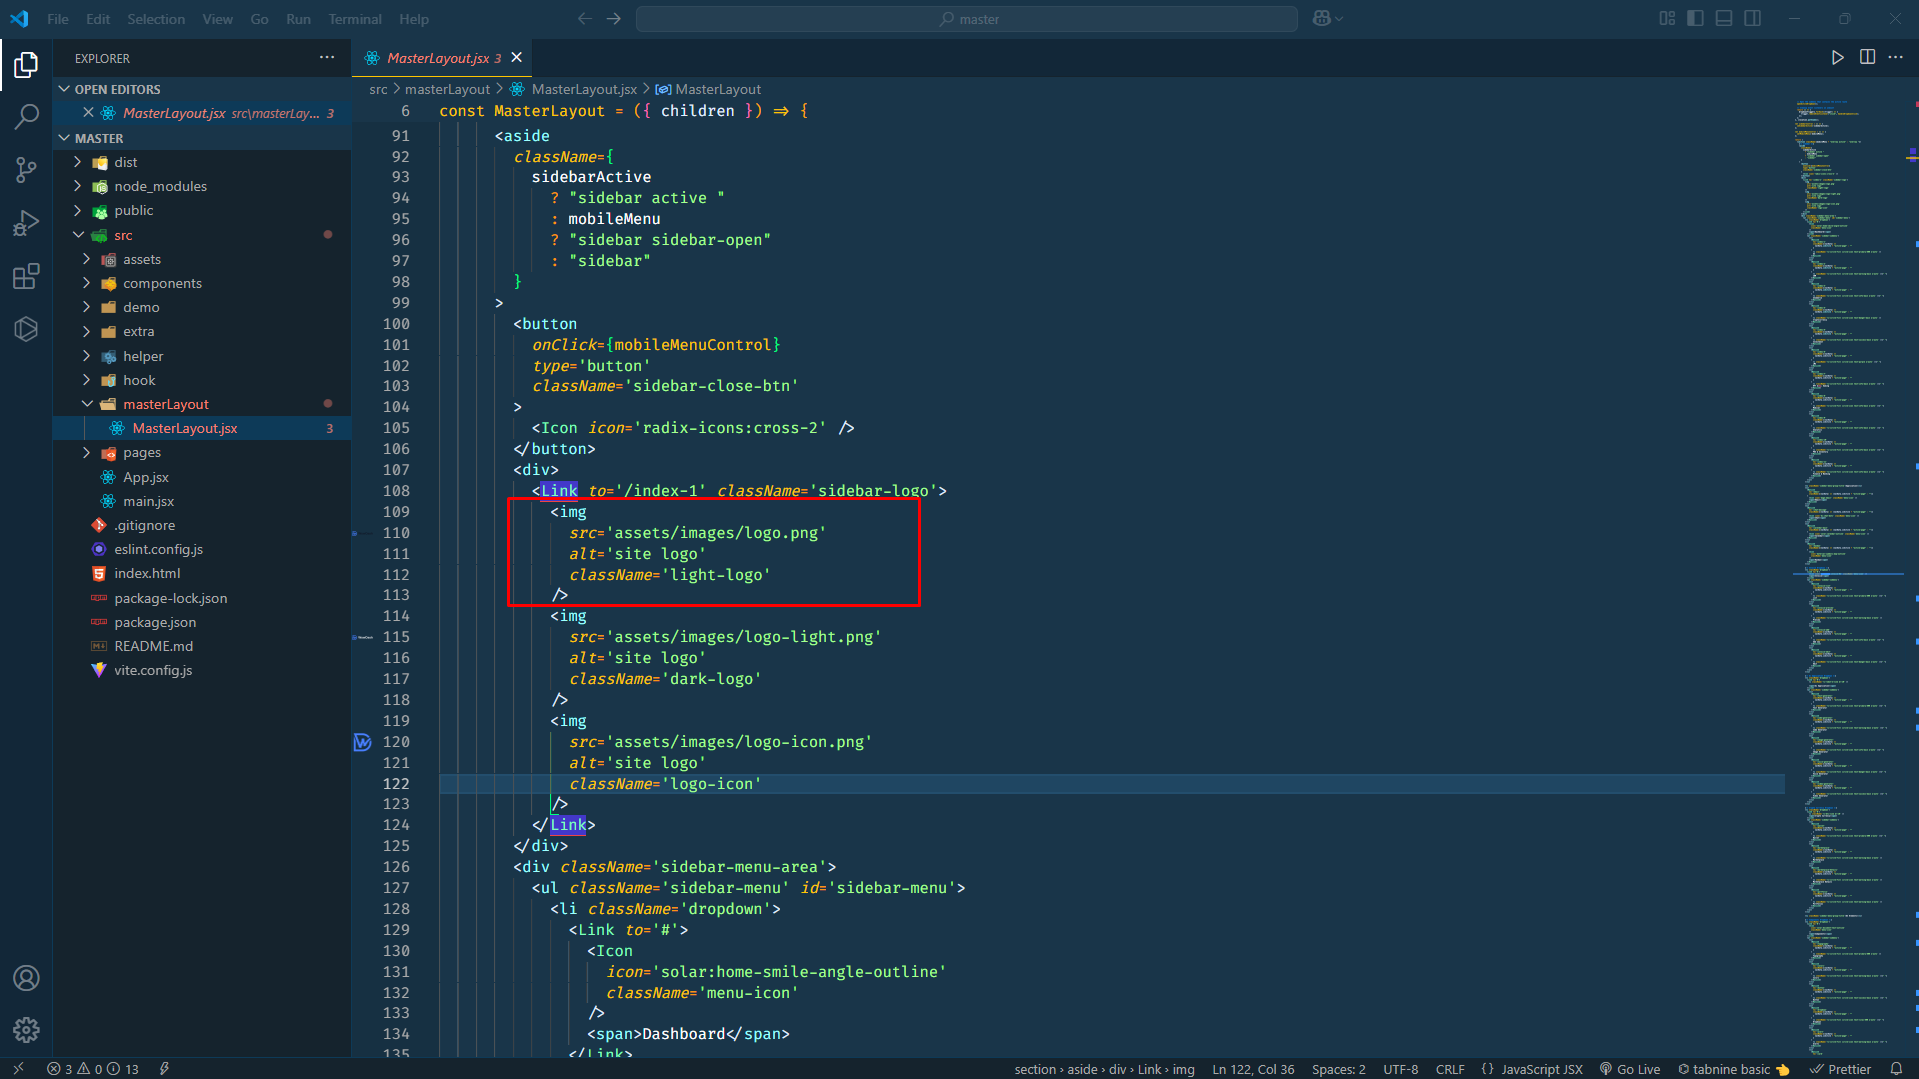 File Edit Selection View Go Run Terminal Help
master
EXPLORER
OPEN EDITORS
MasterLayout.jsx src\masterLay... 3
MASTER
dist
node_modules
public
src
assets
components
demo
extra
helper
hook
masterLayout
MasterLayout.jsx 3
pages
App.jsx
main.jsx
.gitignore
eslint.config.js
index.html
package-lock.json
package.json
README.md
vite.config.js
MasterLayout.jsx 3
src > masterLayout > MasterLayout.jsx > MasterLayout
6 const MasterLayout = ({ children }) => {
91 <aside
92 className={
93 sidebarActive
94 ? "sidebar active "
95 : mobileMenu
96 ? "sidebar sidebar-open"
97 : "sidebar"
98 }
99 >
100 <button
101 onClick={mobileMenuControl}
102 type='button'
103 className='sidebar-close-btn'
104 >
105 <Icon icon='radix-icons:cross-2' />
106 </button>
107 <div>
108 <Link to='/index-1' className='sidebar-logo'>
109 <img
110 src='assets/images/logo.png'
111 alt='site logo'
112 className='light-logo'
113 />
114 <img
115 src='assets/images/logo-light.png'
116 alt='site logo'
117 className='dark-logo'
118 />
119 <img
120 src='assets/images/logo-icon.png'
121 alt='site logo'
122 className='logo-icon'
123 />
124 </Link>
125 </div>
126 <div className='sidebar-menu-area'>
127 <ul className='sidebar-menu' id='sidebar-menu'>
128 <li className='dropdown'>
129 <Link to='#'>
130 <Icon
131 icon='solar:home-smile-angle-outline'
132 className='menu-icon'
133 />
134 <span>Dashboard</span>
135 </Link>
3 0 13
section › aside › div › Link › img Ln 122, Col 36 Spaces: 2 UTF-8 CRLF {} JavaScript JSX Go Live tabnine basic 👈 Prettier